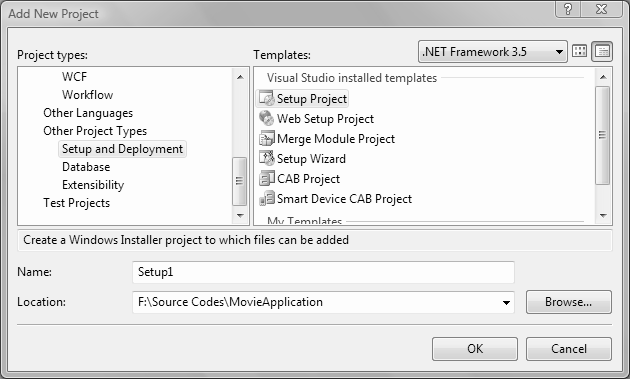 Add New Project
Project types:
Templates:
.NET Framework 3.5
WCF
Workflow
Other Languages
Other Project Types
Setup and Deployment
Database
Extensibility
Test Projects
Visual Studio installed templates
Setup Project
Web Setup Project
Merge Module Project
Setup Wizard
CAB Project
Smart Device CAB Project
My Templates
Create a Windows Installer project to which files can be added
Name:
Setup1
Location:
F:\Source Codes\MovieApplication
Browse...
OK
Cancel